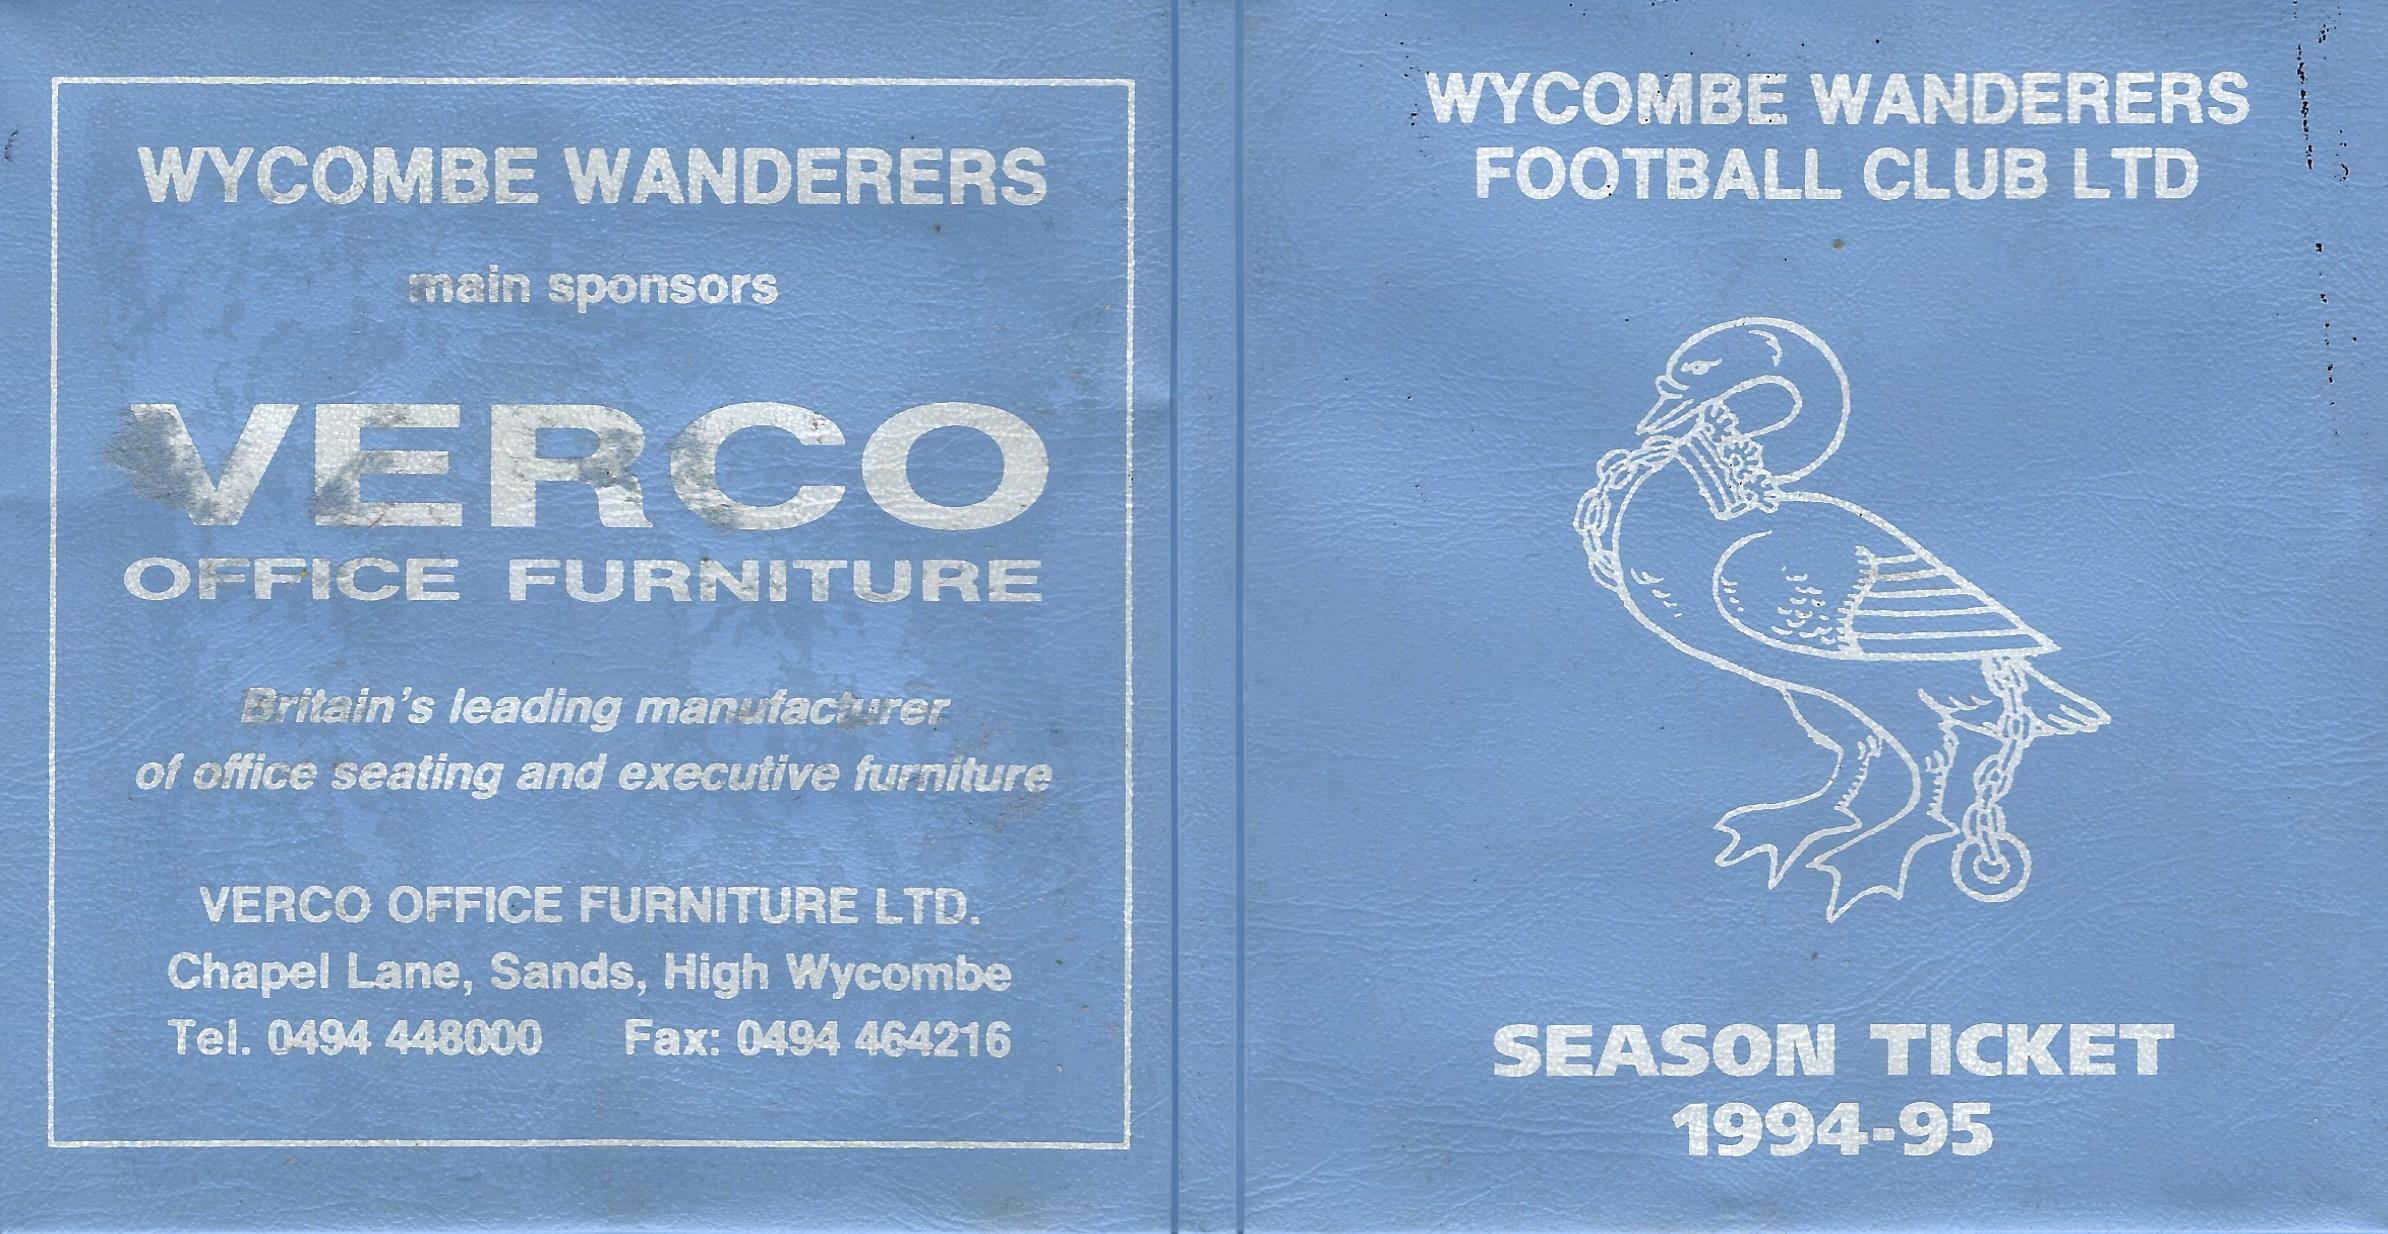 WYCOMBE WANDERERS
main sponsors
VERCO
OFFICE FURNITURE
Britain's leading manufacturer
of office seating and executive furniture
VERCO OFFICE FURNITURE LTD.
Chapel Lane, Sands, High Wycombe
Tel. 0494 448000 Fax: 0494 464216
WYCOMBE WANDERERS
FOOTBALL CLUB LTD
SEASON TICKET
1994-95